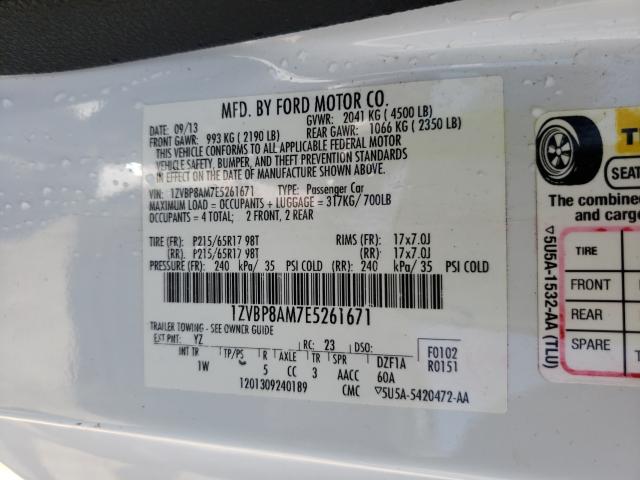 MFD. BY FORD MOTOR CO.
DATE: 09/13 GVWR: 2041 KG ( 4500 LB)
FRONT GAWR: 993 KG ( 2190 LB) REAR GAWR: 1066 KG ( 2350 LB)
THIS VEHICLE CONFORMS TO ALL APPLICABLE FEDERAL MOTOR
VEHICLE SAFETY, BUMPER, AND THEFT PREVENTION STANDARDS
IN EFFECT ON THE DATE OF MANUFACTURE SHOWN ABOVE.
VIN: 1ZVBP8AM7E5261671 TYPE: Passenger Car
MAXIMUM LOAD = OCCUPANTS + LUGGAGE = 317KG/ 700LB
OCCUPANTS = 4 TOTAL; 2 FRONT, 2 REAR
TIRE (FR): P215/65R17 98T RIMS (FR): 17x7.0J
(RR): P215/65R17 98T (RR): 17x7.0J
PRESSURE (FR): 240 kPa/ 35 PSI COLD (RR): 240 kPa/ 35 PSI COLD
1ZVBP8AM7E5261671
TRAILER TOWING - SEE OWNER GUIDE
EXT PNT: YZ RC: 23 DSO: F0102
INT TR TP/PS R AXLE TR SPR DZF1A R0151
1W 5 CC 3 AACC 60A
1201309240189 CMC ▽5U5A-5420472-AA
▽5U5A-1532-AA (TLU)
SEAT
The combined
and cargo
TIRE
FRONT
REAR
SPARE